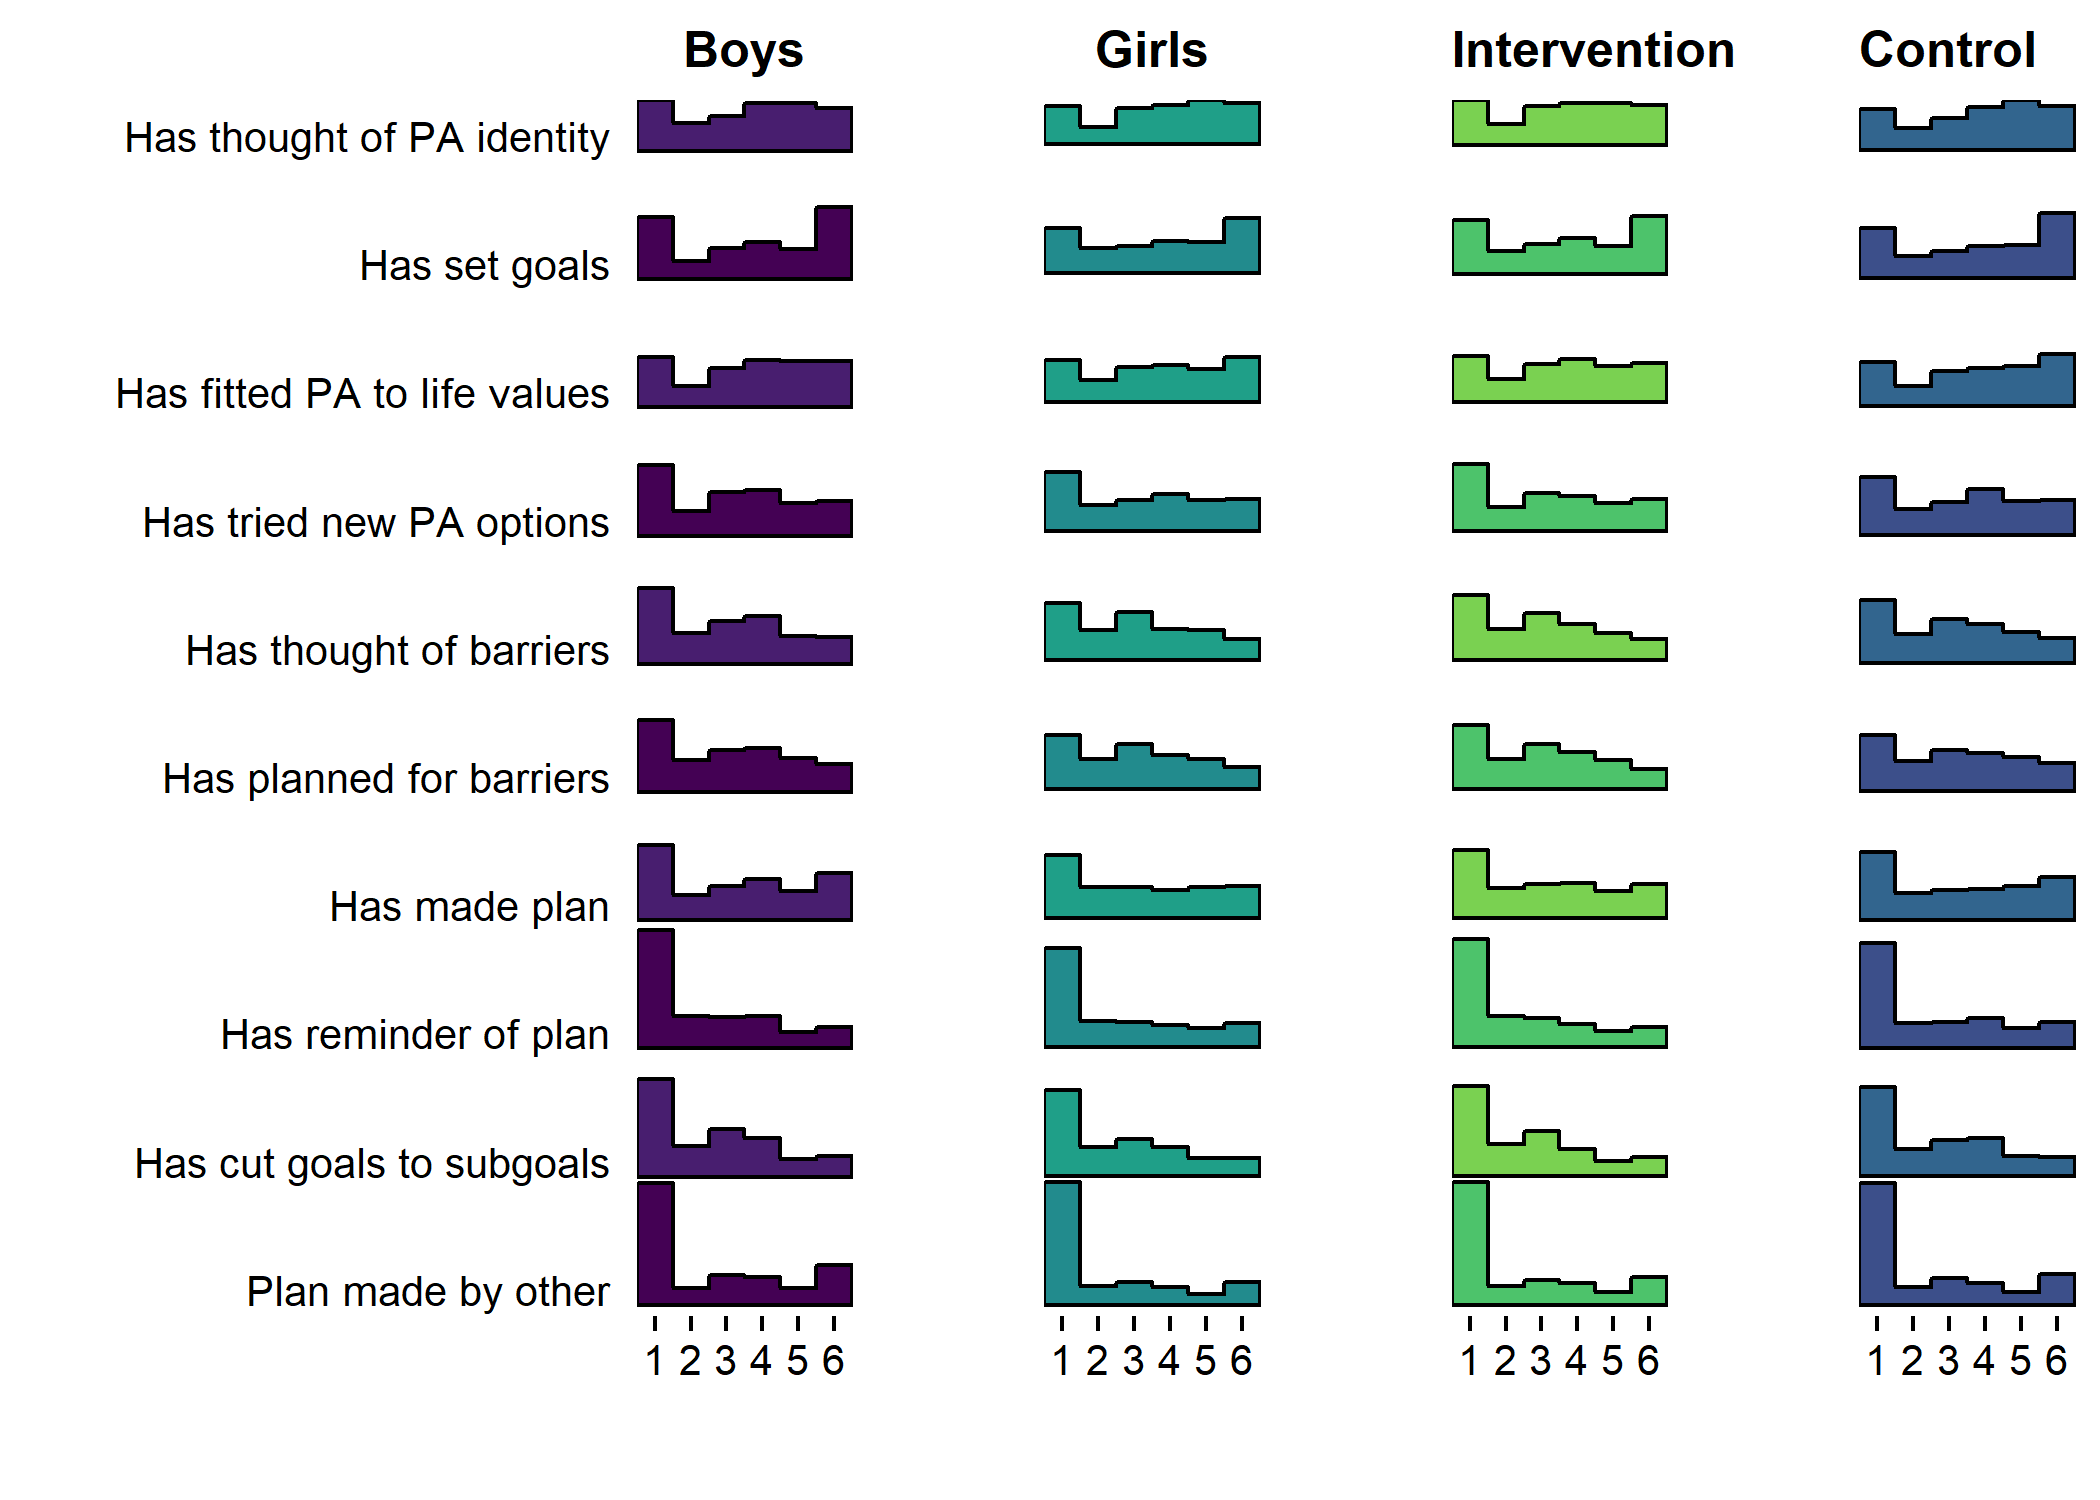 Boys Girls Intervention Control
Has thought of PA identity
Has set goals
Has fitted PA to life values
Has tried new PA options
Has thought of barriers
Has planned for barriers
Has made plan
Has reminder of plan
Has cut goals to subgoals
Plan made by other
1 2 3 4 5 6 1 2 3 4 5 6 1 2 3 4 5 6 1 2 3 4 5 6